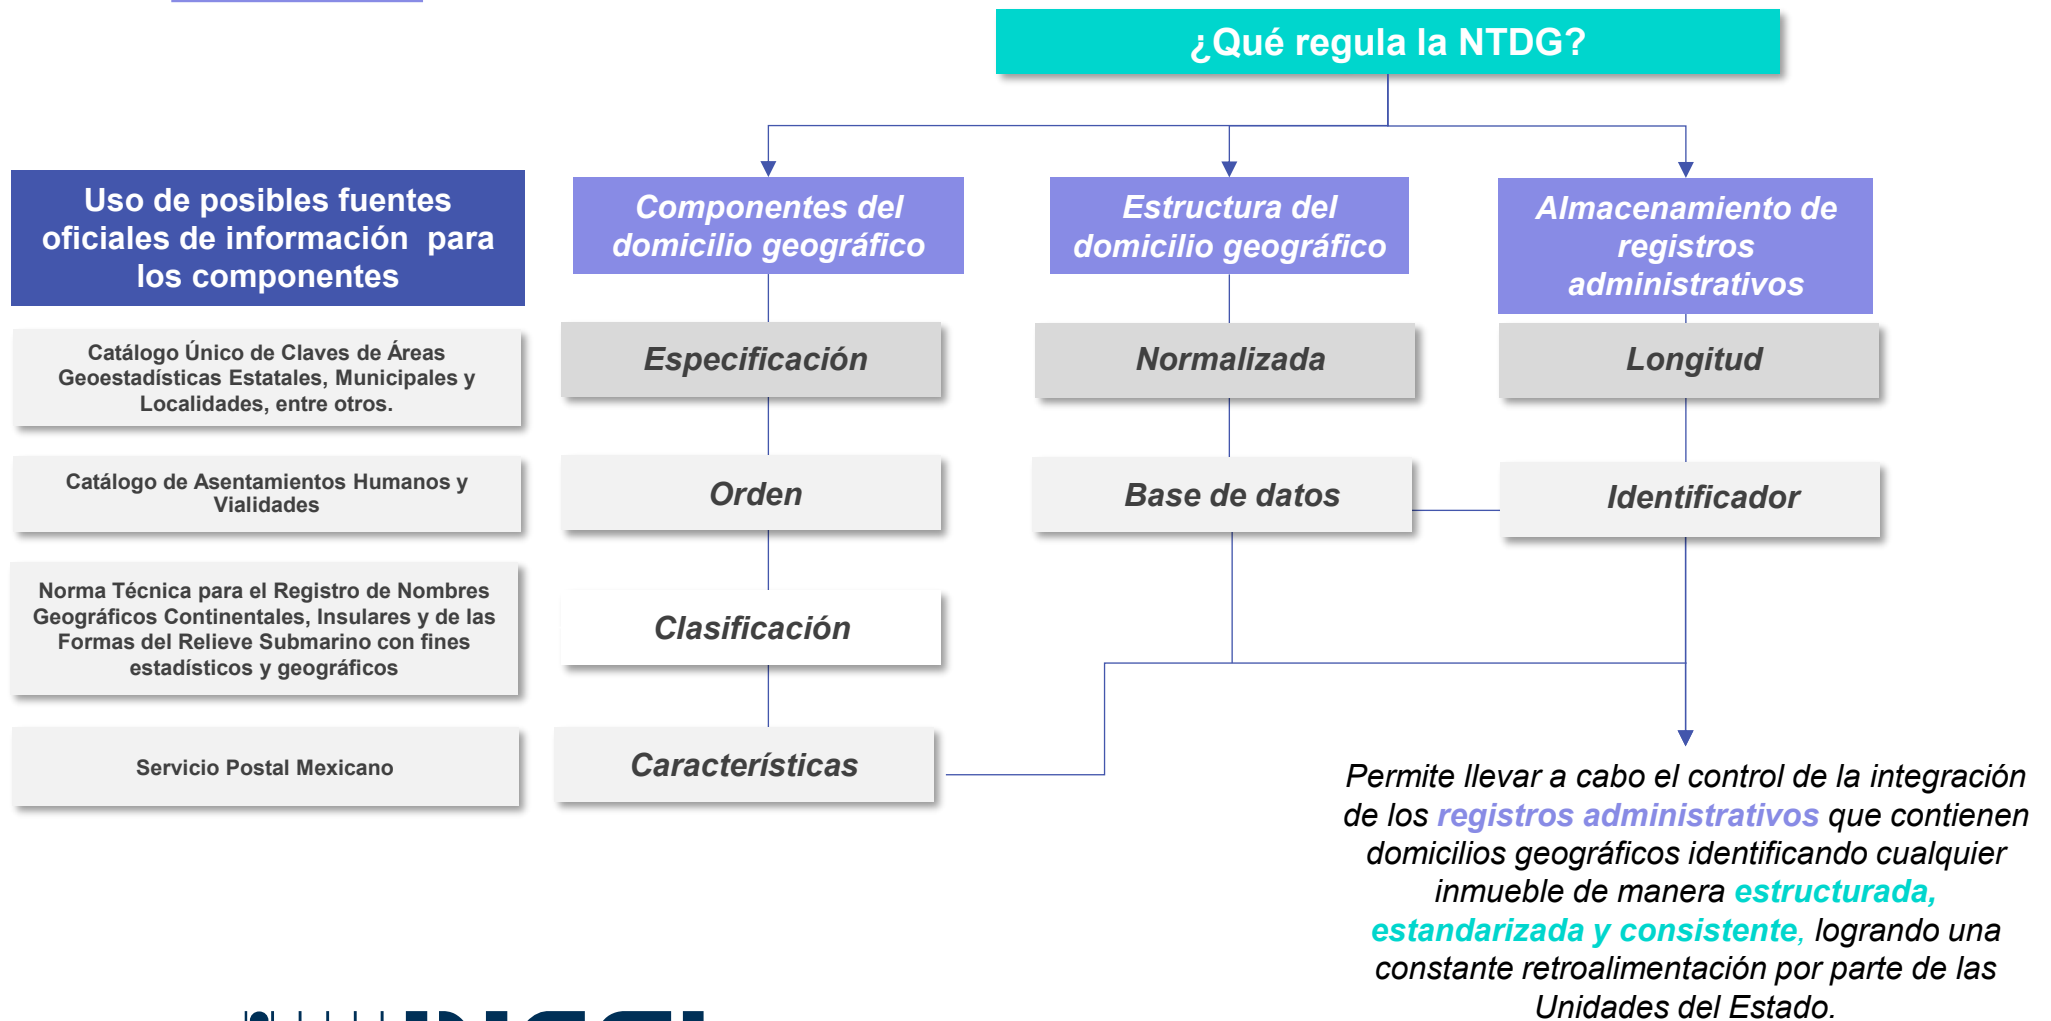 ¿Qué regula la NTDG?
Uso de posibles fuentes
oficiales de información para
los componentes
Catálogo Único de Claves de Áreas
Geoestadísticas Estatales, Municipales y
Localidades, entre otros.
Catálogo de Asentamientos Humanos y
Vialidades
Norma Técnica para el Registro de Nombres
Geográficos Continentales, Insulares y de las
Formas del Relieve Submarino con fines
estadísticos y geográficos
Servicio Postal Mexicano
Componentes del
domicilio geográfico
Especificación
Orden
Clasificación
Características
Estructura del
domicilio geográfico
Normalizada
Base de datos
Almacenamiento de
registros
administrativos
Longitud
Identificador
Permite llevar a cabo el control de la integración
de los registros administrativos que contienen
domicilios geográficos identificando cualquier
inmueble de manera estructurada,
estandarizada y consistente, logrando una
constante retroalimentación por parte de las
Unidades del Estado.